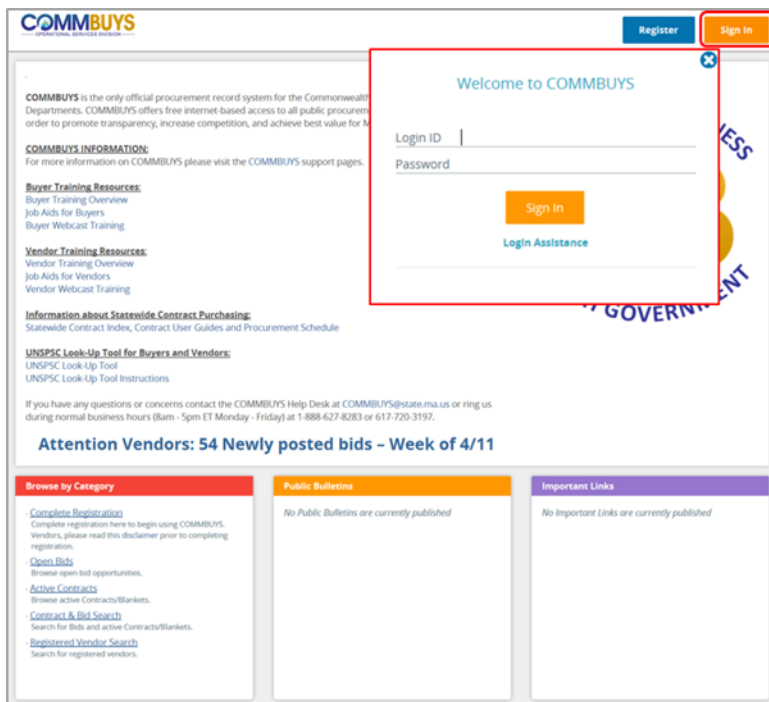 COMMBUYS
OPERATIONAL SERVICES DIVISION
Register
Sign In
COMMBUYS is the only official procurement record system for the Commonwealth
Departments. COMMBUYS offers free internet-based access to all public procurem
order to promote transparency, increase competition, and achieve best value for M
COMMBUYS INFORMATION:
For more information on COMMBUYS please visit the COMMBUYS support pages.
Buyer Training Resources:
Buyer Training Overview
Job Aids for Buyers
Buyer Webcast Training
Vendor Training Resources:
Vendor Training Overview
Job Aids for Vendors
Vendor Webcast Training
Information about Statewide Contract Purchasing:
Statewide Contract Index, Contract User Guides and Procurement Schedule
UNSPSC Look-Up Tool for Buyers and Vendors:
UNSPSC Look-Up Tool
UNSPSC Look-Up Tool Instructions
If you have any questions or concerns contact the COMMBUYS Help Desk at COMMBUYS@state.ma.us or ring us
during normal business hours (8am - 5pm ET Monday - Friday) at 1-888-627-8283 or 617-720-3197.
Welcome to COMMBUYS
Login ID
Password
Sign In
Login Assistance
NESS
GOVERNMENT
Attention Vendors: 54 Newly posted bids – Week of 4/11
Browse by Category
Complete Registration
Complete registration here to begin using COMMBUYS.
Vendors, please read this disclaimer prior to completing
registration.
Open Bids
Browse open bid opportunities.
Active Contracts
Browse active Contracts/Blankets.
Contract & Bid Search
Search for Bids and active Contracts/Blankets.
Registered Vendor Search
Search for registered vendors.
Public Bulletins
No Public Bulletins are currently published
Important Links
No Important Links are currently published